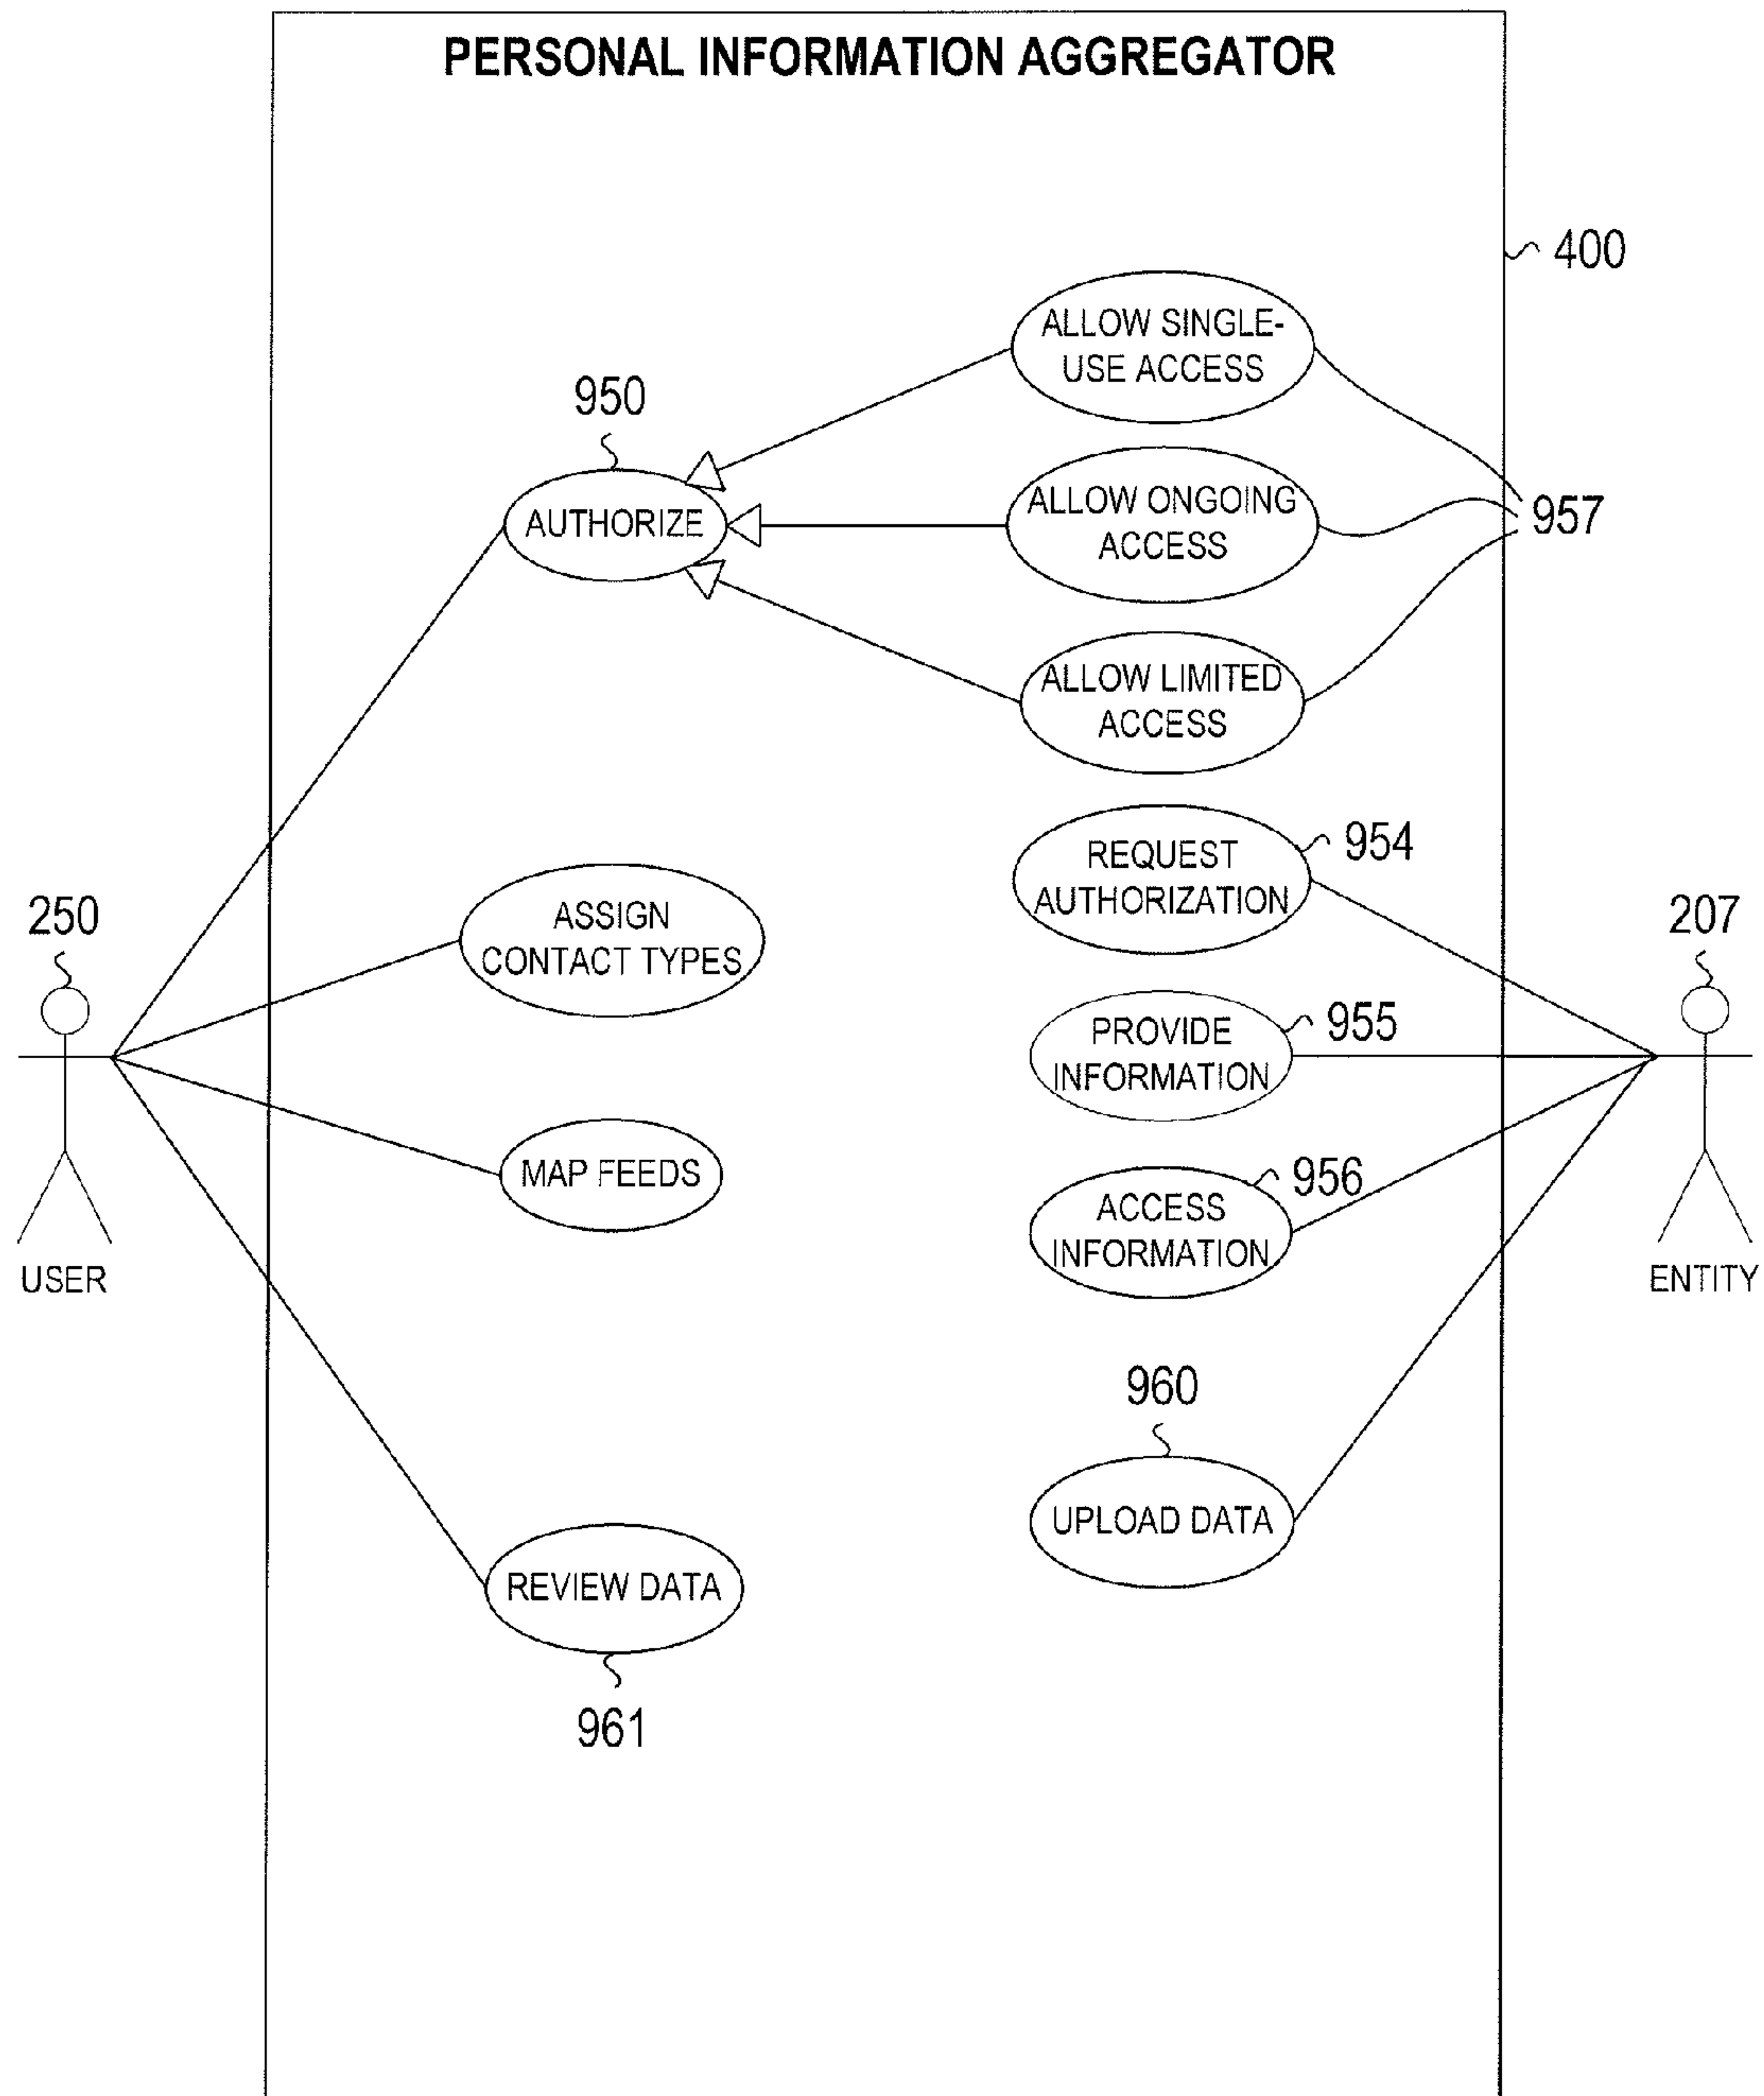 PERSONAL INFORMATION AGGREGATOR
400
ALLOW SINGLE-
USE ACCESS
950
AUTHORIZE
ALLOW ONGOING
ACCESS
957
ALLOW LIMITED
ACCESS
REQUEST
AUTHORIZATION
954
250
ASSIGN
CONTACT TYPES
207
PROVIDE
INFORMATION
955
MAP FEEDS
ACCESS
INFORMATION
956
USER
ENTITY
960
UPLOAD DATA
REVIEW DATA
961